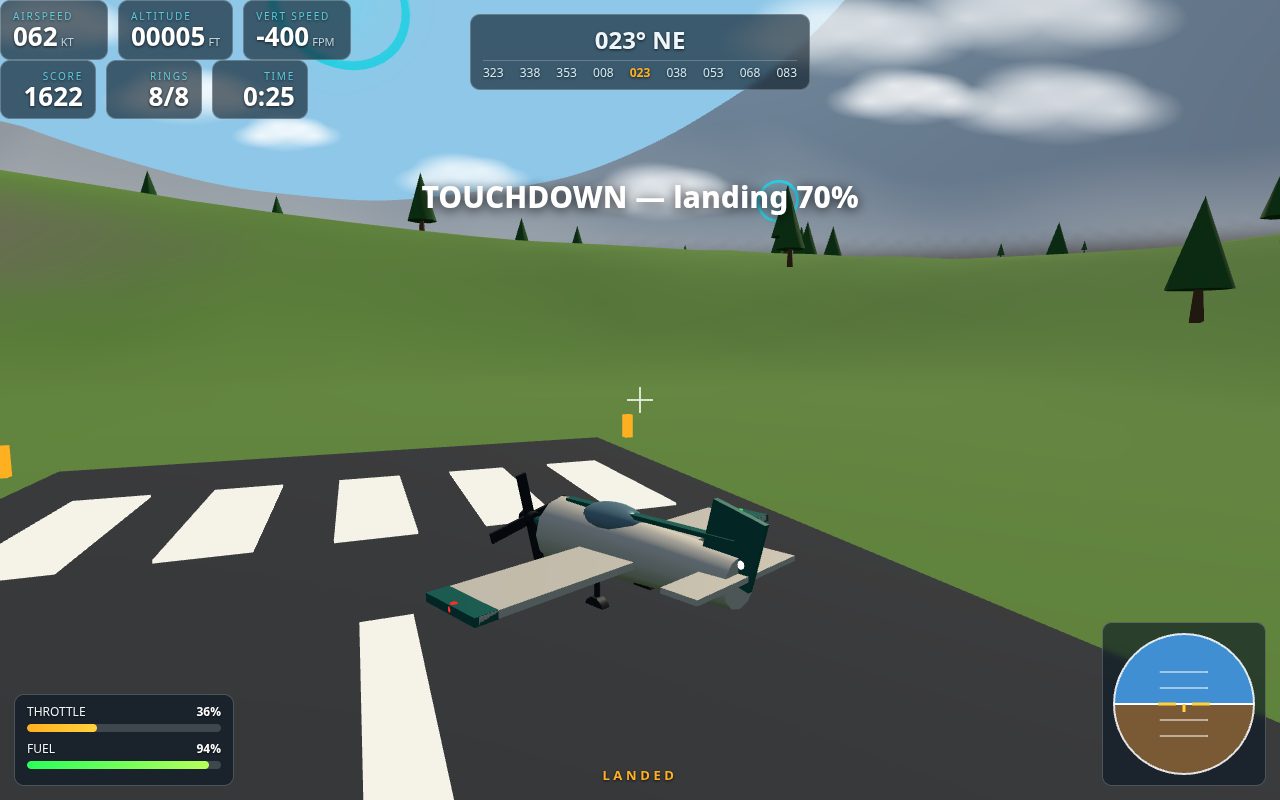 AIRSPEED
062 KT
ALTITUDE
00005 FT
VERT SPEED
-400 FPM
023° NE
323 338 353 008 023 038 053 068 083
SCORE
1622
RINGS
8/8
TIME
0:25
TOUCHDOWN — landing 70%
THROTTLE 36%
FUEL 94%
LANDED